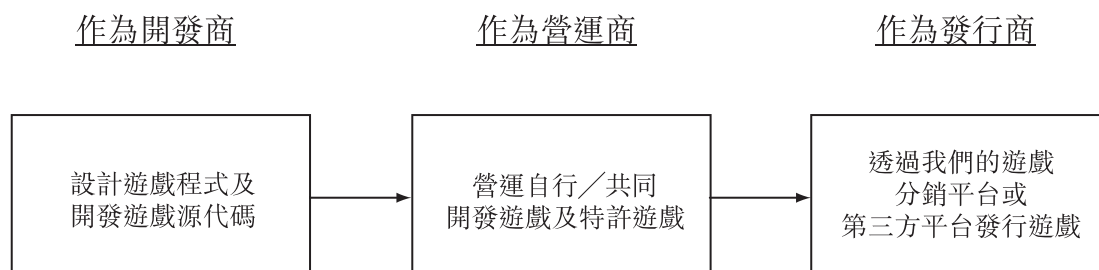 作為開發商
作為營運商
作為發行商
設計遊戲程式及
開發遊戲源代碼
營運自行／共同
開發遊戲及特許遊戲
透過我們的遊戲
分銷平台或
第三方平台發行遊戲